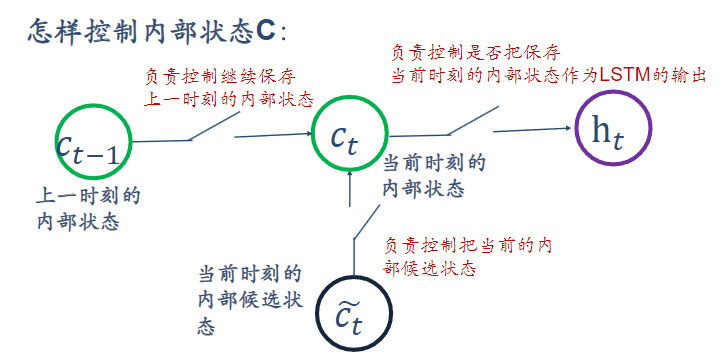 怎样控制内部状态C：
负责控制继续保存
上一时刻的内部状态
负责控制是否把保存
当前时刻的内部状态作为LSTM的输出
c_{t-1}
c_t
h_t
上一时刻的
内部状态
当前时刻的
内部状态
当前时刻的
内部候选状
态
负责控制把当前的内
部候选状态
c̃_t